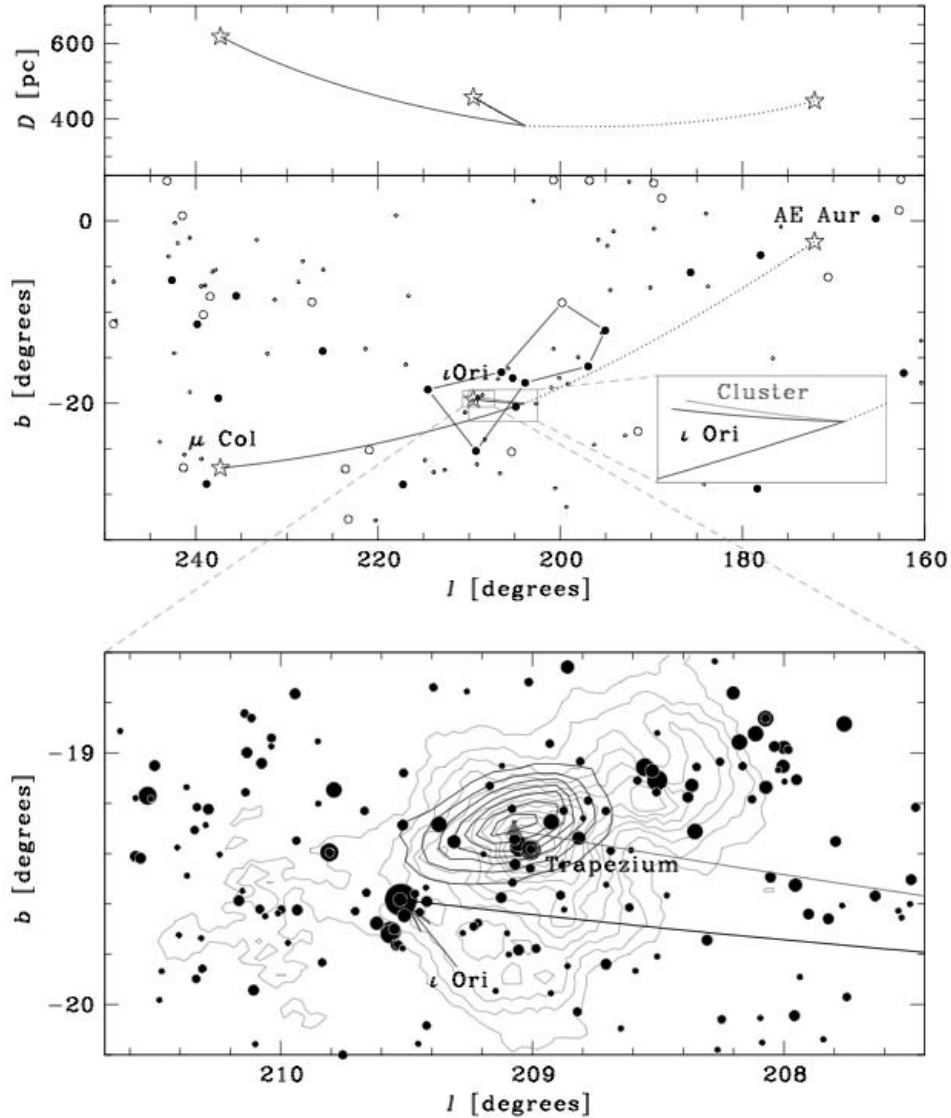 600
400
D [pc]
0
-20
b [degrees]
AE Aur
ιOri
μ Col
Cluster
ι Ori
240
220
200
180
160
l [degrees]
-19
-20
b [degrees]
Trapezium
ι Ori
210
209
208
l [degrees]